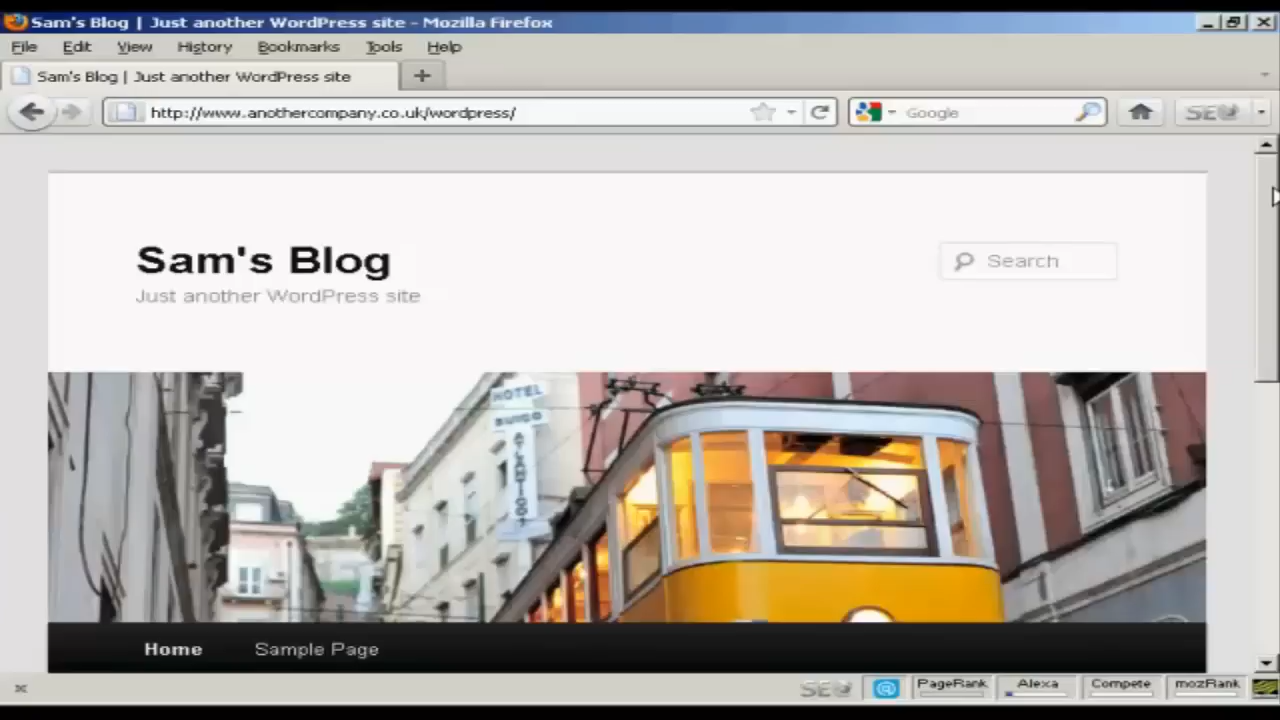 Sam's Blog | Just another WordPress site - Mozilla Firefox
File Edit View History Bookmarks Tools Help
Sam's Blog | Just another WordPress site
http://www.anothercompany.co.uk/wordpress/
Google
Sam's Blog
Search
Just another WordPress site
HOTEL
Home Sample Page
PageRank Alexa Compete mozRank